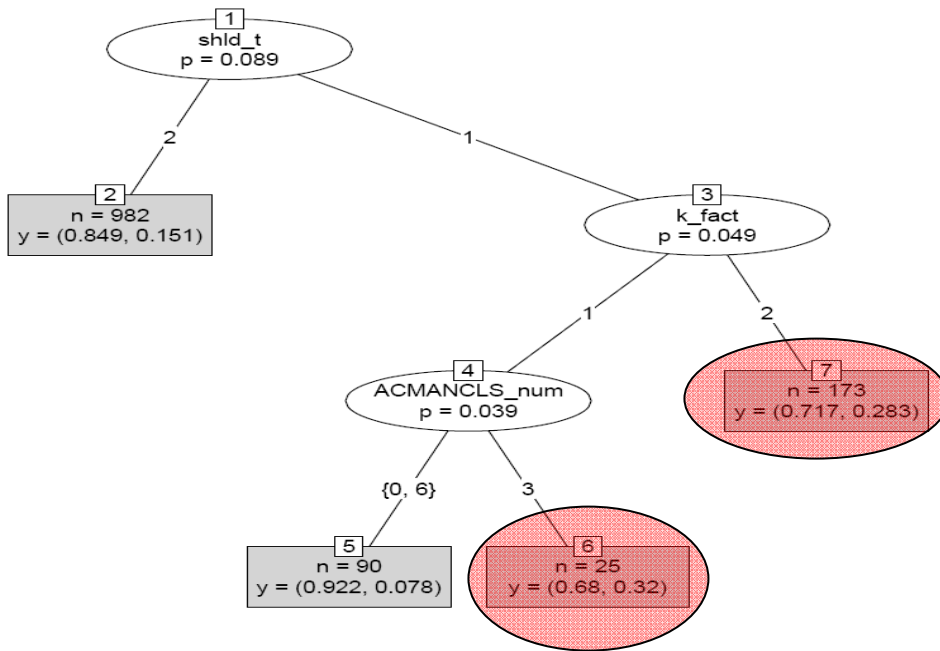 1
shld_t
p = 0.089
2
1
2
n = 982
y = (0.849, 0.151)
3
k_fact
p = 0.049
1
2
4
ACMANCLS_num
p = 0.039
7
n = 173
y = (0.717, 0.283)
{0, 6}
3
5
n = 90
y = (0.922, 0.078)
6
n = 25
y = (0.68, 0.32)